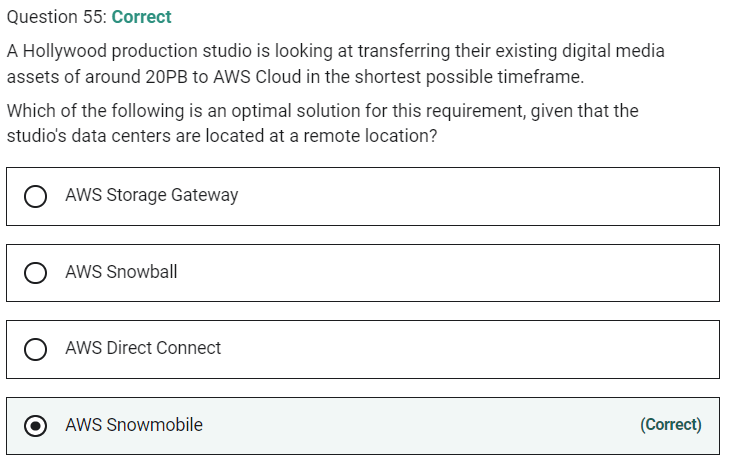 Question 55: Correct
A Hollywood production studio is looking at transferring their existing digital media
assets of around 20PB to AWS Cloud in the shortest possible timeframe.
Which of the following is an optimal solution for this requirement, given that the
studio's data centers are located at a remote location?
AWS Storage Gateway
AWS Snowball
AWS Direct Connect
AWS Snowmobile (Correct)